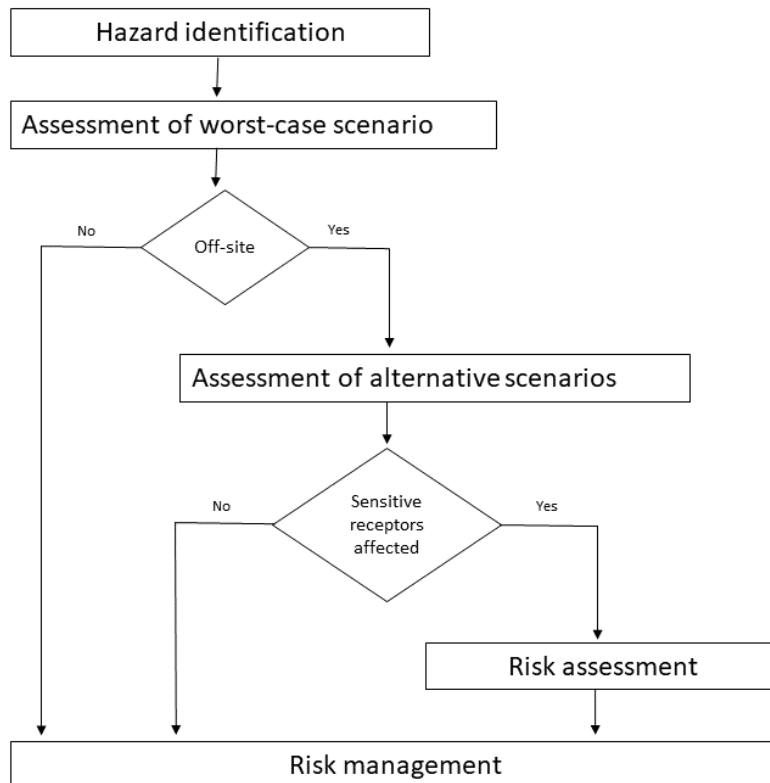 Hazard identification
Assessment of worst-case scenario
No
Off-site
Yes
Assessment of alternative scenarios
No
Sensitive
receptors
affected
Yes
Risk assessment
Risk management